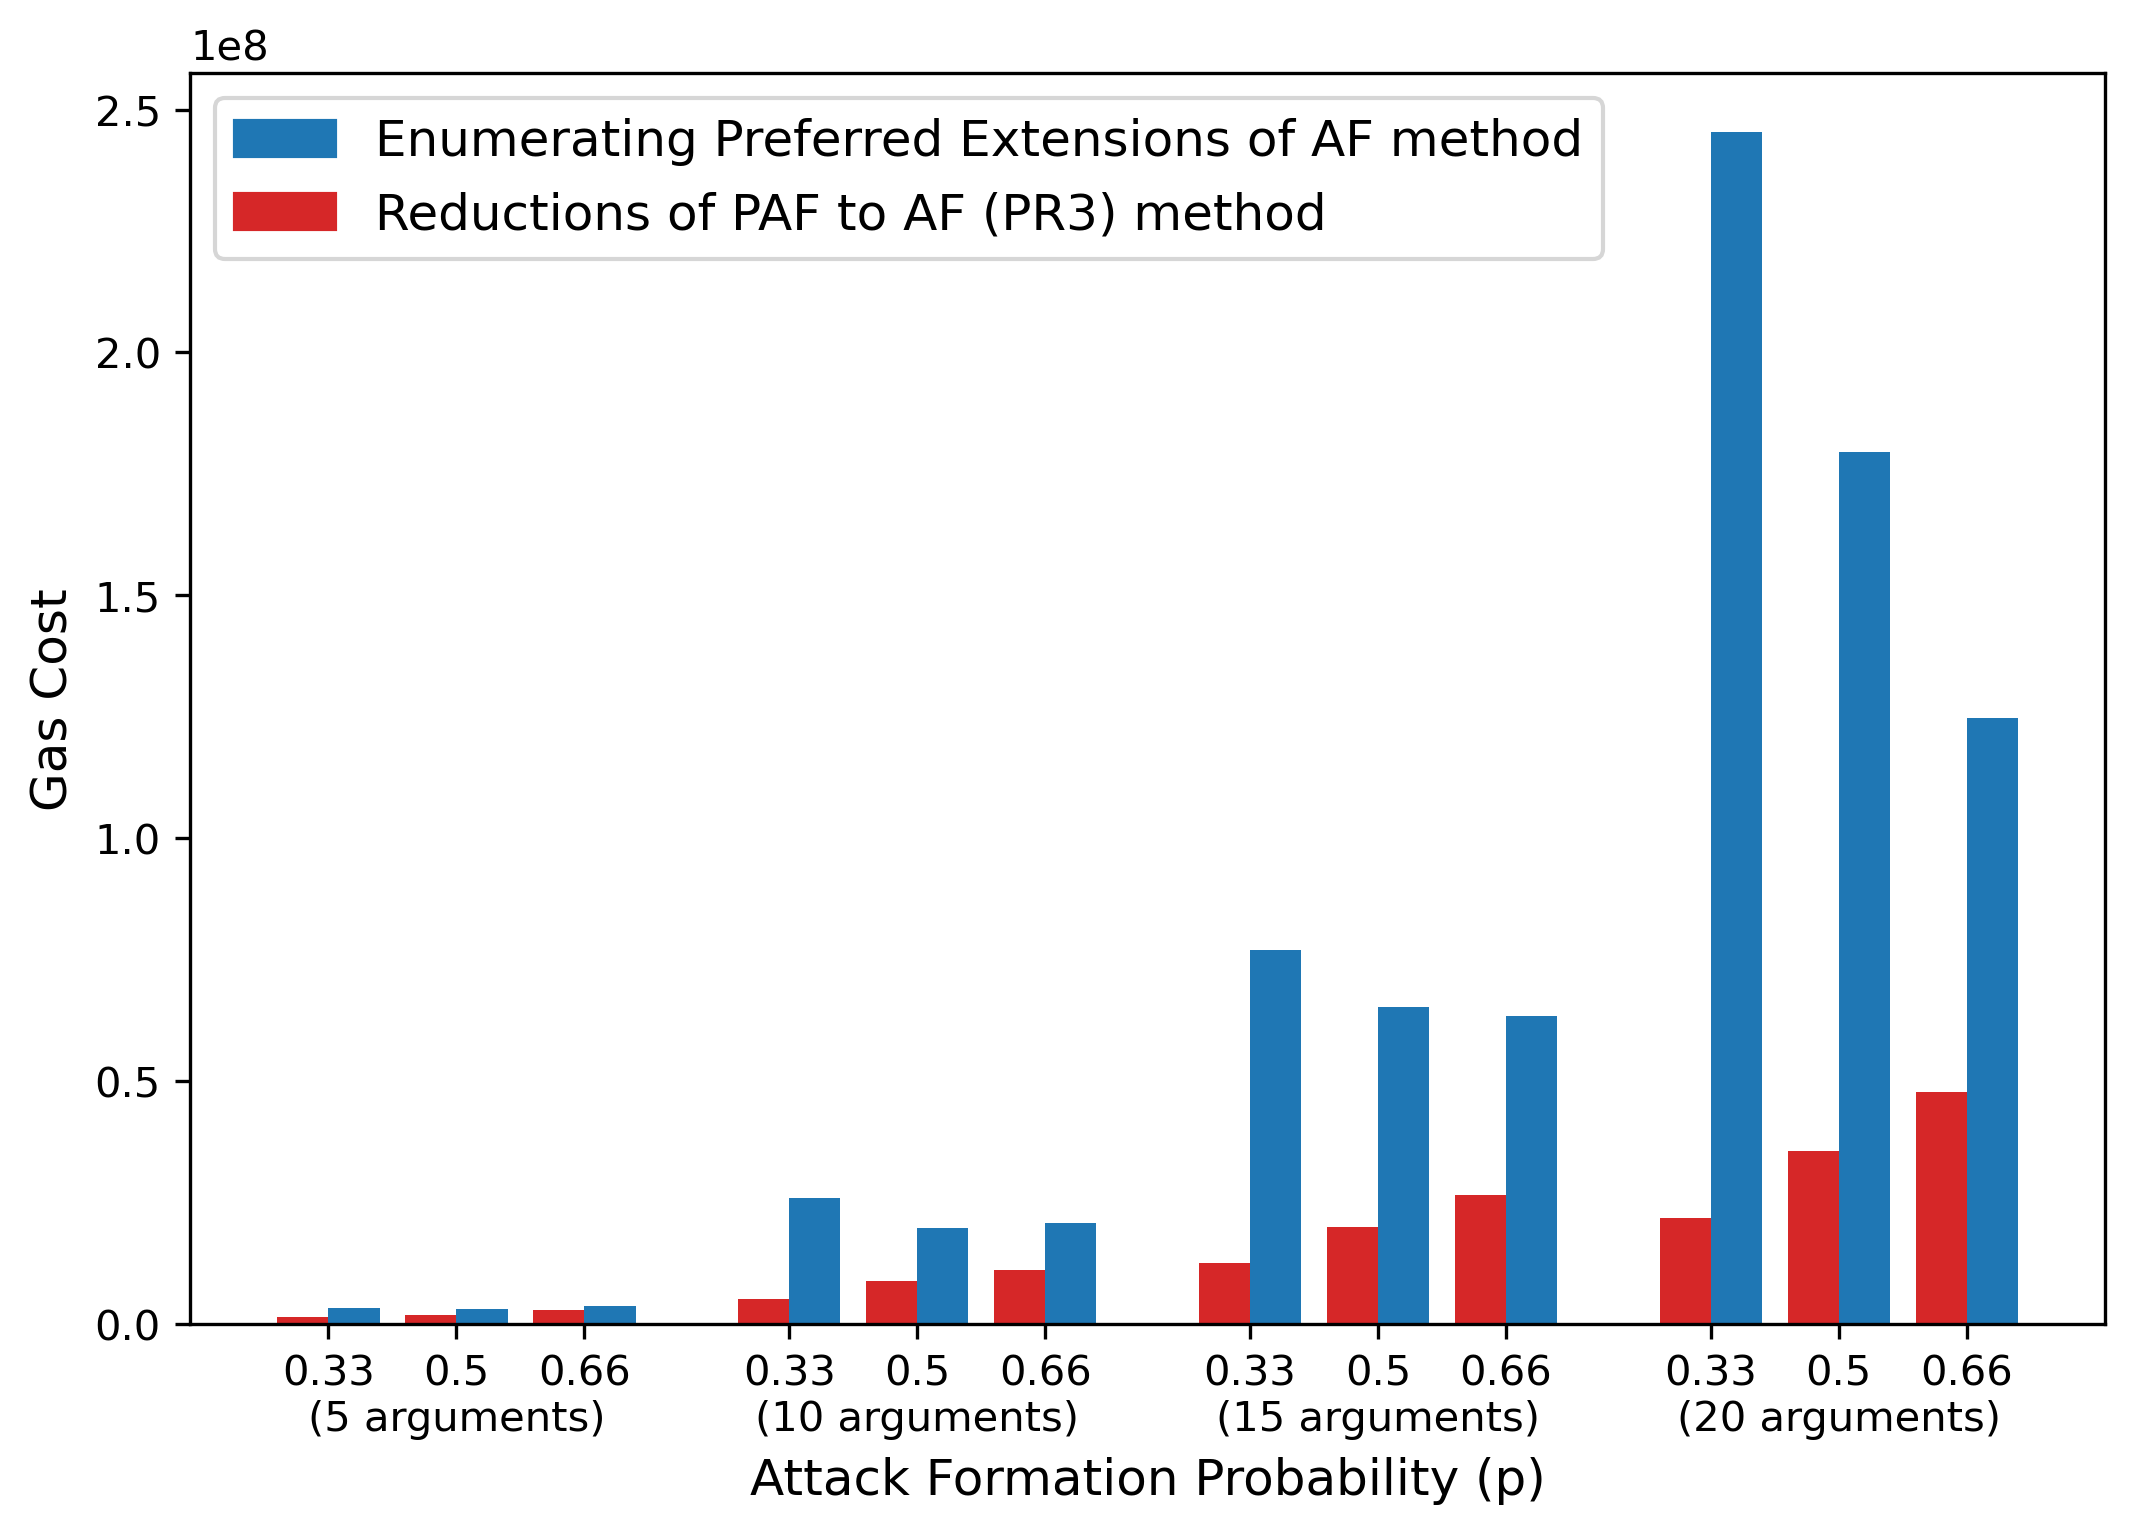 1e8
2.5
2.0
1.5
1.0
0.5
0.0
Gas Cost
Enumerating Preferred Extensions of AF method
Reductions of PAF to AF (PR3) method
0.33 0.5 0.66 0.33 0.5 0.66 0.33 0.5 0.66 0.33 0.5 0.66
(5 arguments) (10 arguments) (15 arguments) (20 arguments)
Attack Formation Probability (p)